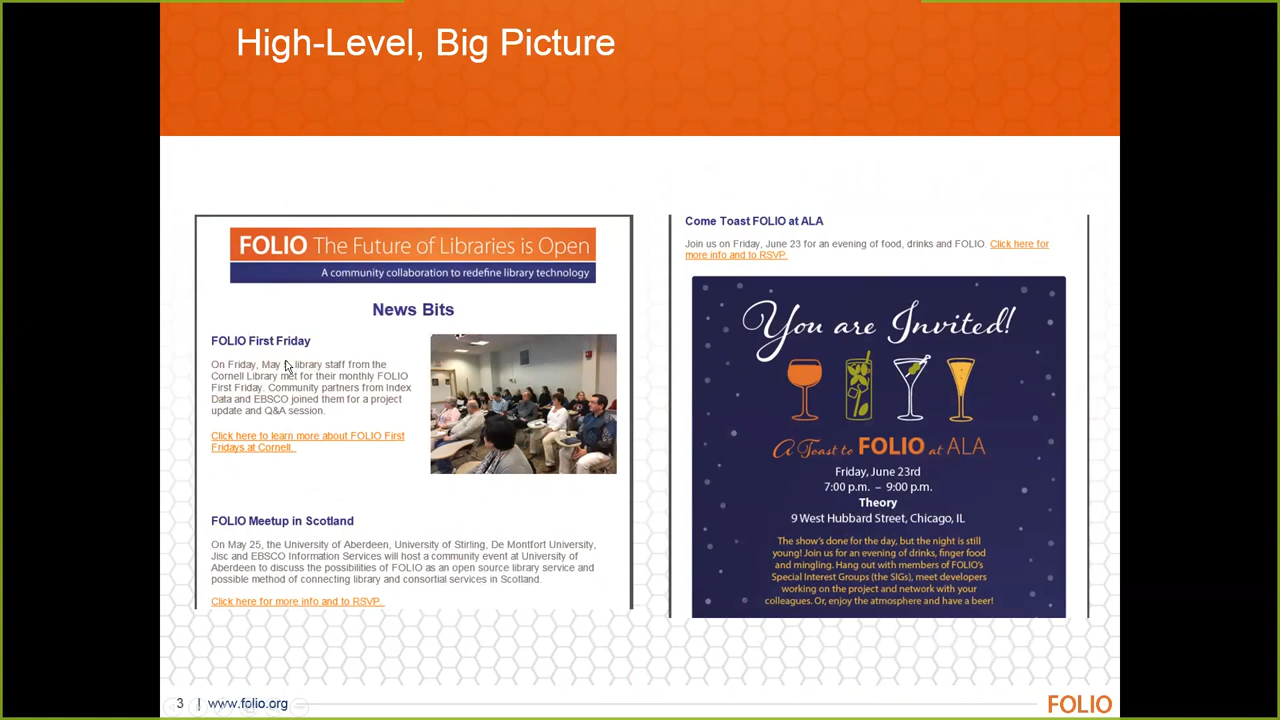 High-Level, Big Picture
FOLIO The Future of Libraries is Open
A community collaboration to redefine library technology
News Bits
FOLIO First Friday
On Friday, May library staff from the
Cornell Library met for their monthly FOLIO
First Friday. Community partners from Index
Data and EBSCO joined them for a project
update and Q&A session.
Click here to learn more about FOLIO First
Fridays at Cornell.
FOLIO Meetup in Scotland
On May 25, the University of Aberdeen, University of Stirling, De Montfort University,
Jisc and EBSCO Information Services will host a community event at University of
Aberdeen to discuss the possibilities of FOLIO as an open source library service and
possible method of connecting library and consortial services in Scotland.
Click here for more info and to RSVP.
Come Toast FOLIO at ALA
Join us on Friday, June 23 for an evening of food, drinks and FOLIO. Click here for
more info and to RSVP.
You are Invited!
A Toast to FOLIO at ALA
Friday, June 23rd
7:00 p.m. – 9:00 p.m.
Theory
9 West Hubbard Street, Chicago, IL
The show's done for the day, but the night is still
young! Join us for an evening of drinks, finger food
and mingling. Hang out with members of FOLIO's
Special Interest Groups (the SIGs), meet developers
working on the project and network with your
colleagues. Or, enjoy the atmosphere and have a beer!
3 | www.folio.org
FOLIO